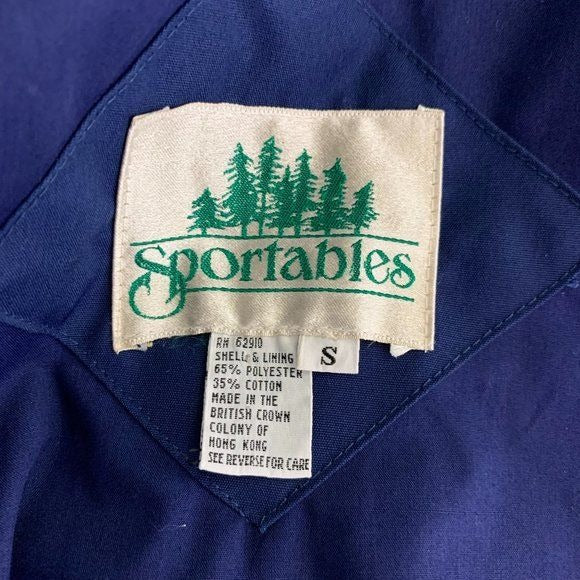 Sportables
RN 62910
S
SHELL & LINING
65% POLYESTER
35% COTTON
MADE IN THE
BRITISH CROWN
COLONY OF
HONG KONG
SEE REVERSE FOR CARE